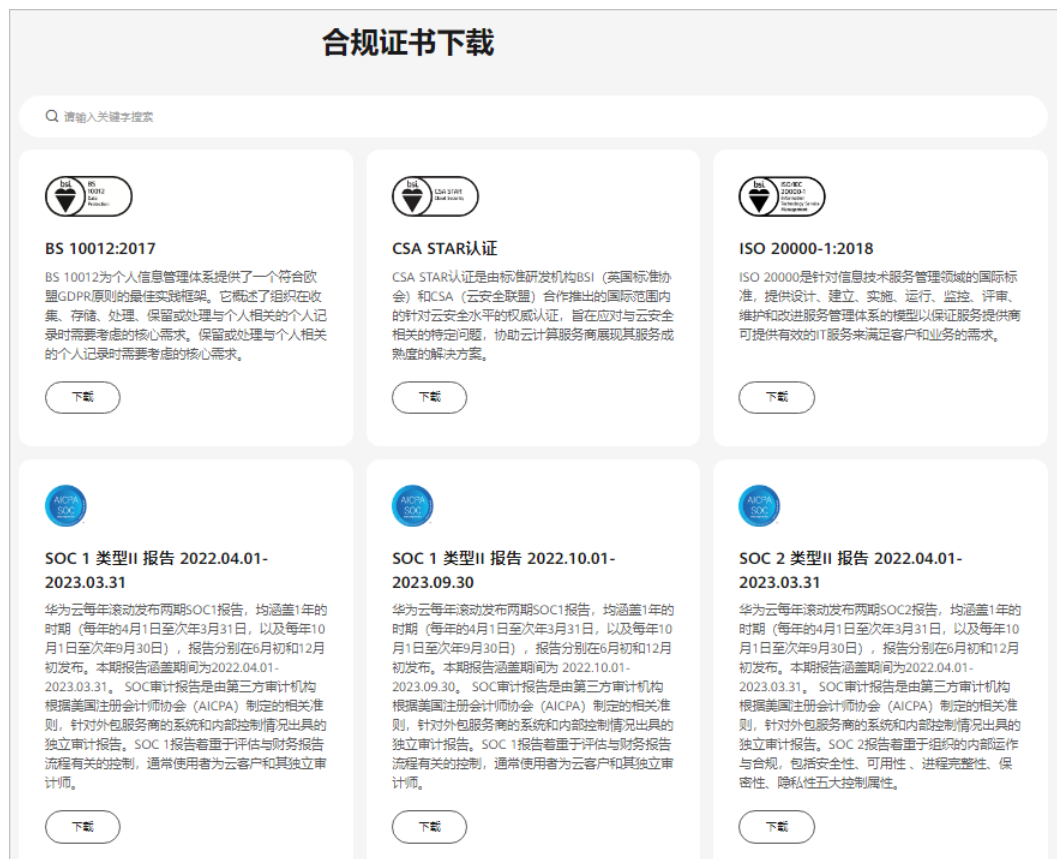 合规证书下载
请输入关键字搜索
bsi.
BS
10012
Data
Protection
BS 10012:2017
BS 10012为个人信息管理体系提供了一个符合欧
盟GDPR原则的最佳实践框架。它概述了组织在收
集、存储、处理、保留或处理与个人相关的个人记
录时需要考虑的核心需求。保留或处理与个人相关
的个人记录时需要考虑的核心需求。
下载
bsi.
CSA STAR
Cloud Security
CSA STAR认证
CSA STAR认证是由标准研发机构BSI（英国标准协
会）和CSA（云安全联盟）合作推出的国际范围内
的针对云安全水平的权威认证，旨在应对与云安全
相关的特定问题，协助云计算服务商展现其服务成
熟度的解决方案。
下载
bsi.
ISO/IEC
20000-1
Information
Technology Service
Management
ISO 20000-1:2018
ISO 20000是针对信息技术服务管理领域的国际标
准，提供设计、建立、实施、运行、监控、评审、
维护和改进服务管理体系的模型以保证服务提供商
可提供有效的IT服务来满足客户和业务的需求。
下载
AICPA
SOC
SOC 1 类型II 报告 2022.04.01-
2023.03.31
华为云每年滚动发布两期SOC1报告，均涵盖1年的
时期（每年的4月1日至次年3月31日，以及每年10
月1日至次年9月30日），报告分别在6月初和12月
初发布。本期报告涵盖期间为2022.04.01-
2023.03.31。 SOC审计报告是由第三方审计机构
根据美国注册会计师协会（AICPA）制定的相关准
则，针对外包服务商的系统和内部控制情况出具的
独立审计报告。SOC 1报告着重于评估与财务报告
流程有关的控制，通常使用者为云客户和其独立审
计师。
下载
AICPA
SOC
SOC 1 类型II 报告 2022.10.01-
2023.09.30
华为云每年滚动发布两期SOC1报告，均涵盖1年的
时期（每年的4月1日至次年3月31日，以及每年10
月1日至次年9月30日），报告分别在6月初和12月
初发布。本期报告涵盖期间为 2022.10.01-
2023.09.30。 SOC审计报告是由第三方审计机构
根据美国注册会计师协会（AICPA）制定的相关准
则，针对外包服务商的系统和内部控制情况出具的
独立审计报告。SOC 1报告着重于评估与财务报告
流程有关的控制，通常使用者为云客户和其独立审
计师。
下载
AICPA
SOC
SOC 2 类型II 报告 2022.04.01-
2023.03.31
华为云每年滚动发布两期SOC2报告，均涵盖1年的
时期（每年的4月1日至次年3月31日，以及每年10
月1日至次年9月30日），报告分别在6月初和12月
初发布。本期报告涵盖期间为2022.04.01-
2023.03.31。 SOC审计报告是由第三方审计机构
根据美国注册会计师协会（AICPA）制定的相关准
则，针对外包服务商的系统和内部控制情况出具的
独立审计报告。SOC 2报告着重于组织的内部运作
与合规，包括安全性、可用性 、进程完整性、保
密性、隐私性五大控制属性。
下载